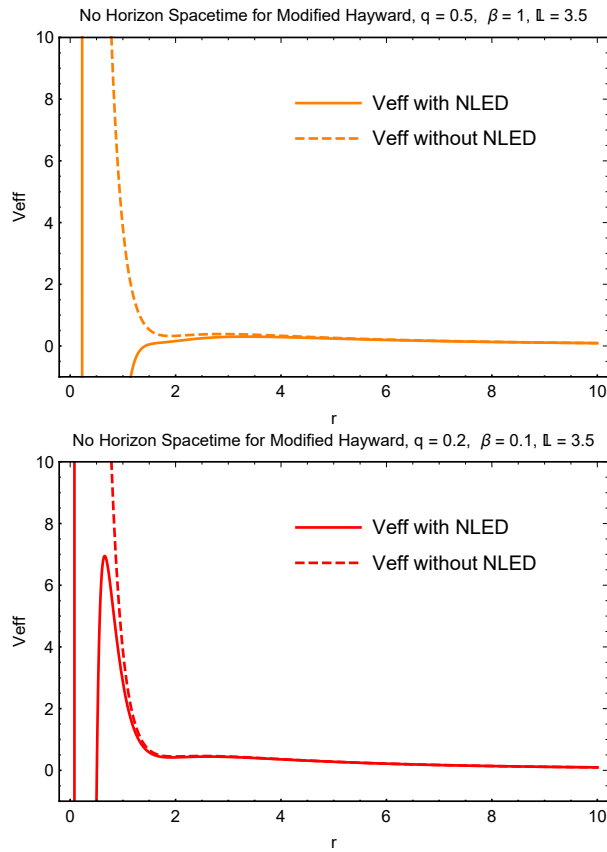 No Horizon Spacetime for Modified Hayward, q = 0.5, β = 1, 𝕃 = 3.5
10
8
6
4
2
0
Veff
Veff with NLED
Veff without NLED
0 2 4 6 8 10
r
No Horizon Spacetime for Modified Hayward, q = 0.2, β = 0.1, 𝕃 = 3.5
10
8
6
4
2
0
Veff
Veff with NLED
Veff without NLED
0 2 4 6 8 10
r